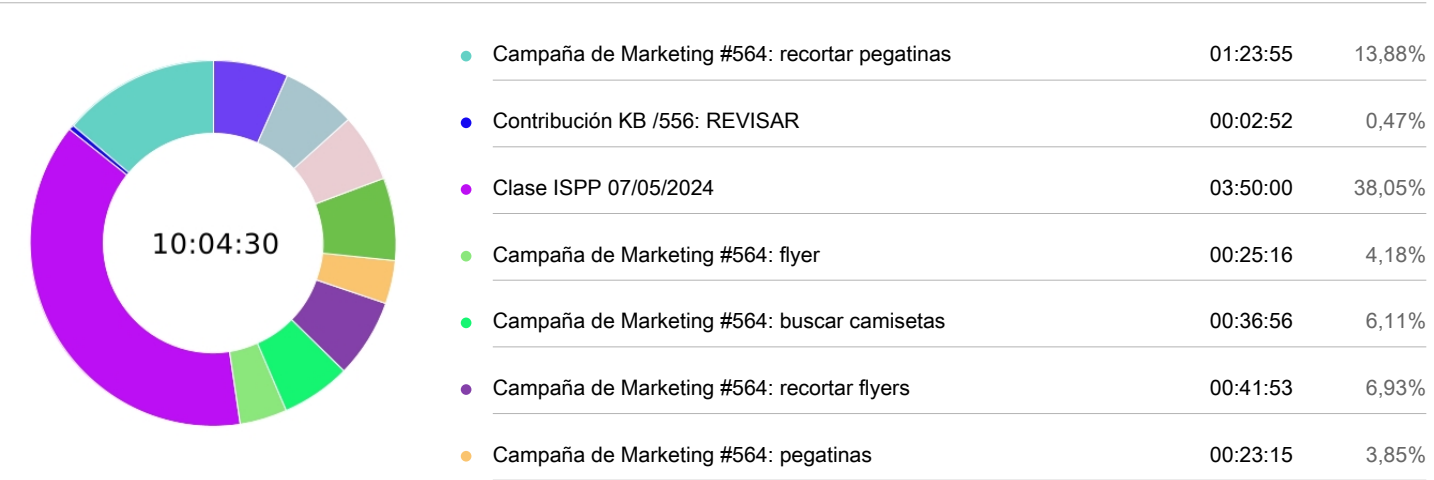 10:04:30
Campaña de Marketing #564: recortar pegatinas 01:23:55 13,88%
Contribución KB /556: REVISAR 00:02:52 0,47%
Clase ISPP 07/05/2024 03:50:00 38,05%
Campaña de Marketing #564: flyer 00:25:16 4,18%
Campaña de Marketing #564: buscar camisetas 00:36:56 6,11%
Campaña de Marketing #564: recortar flyers 00:41:53 6,93%
Campaña de Marketing #564: pegatinas 00:23:15 3,85%